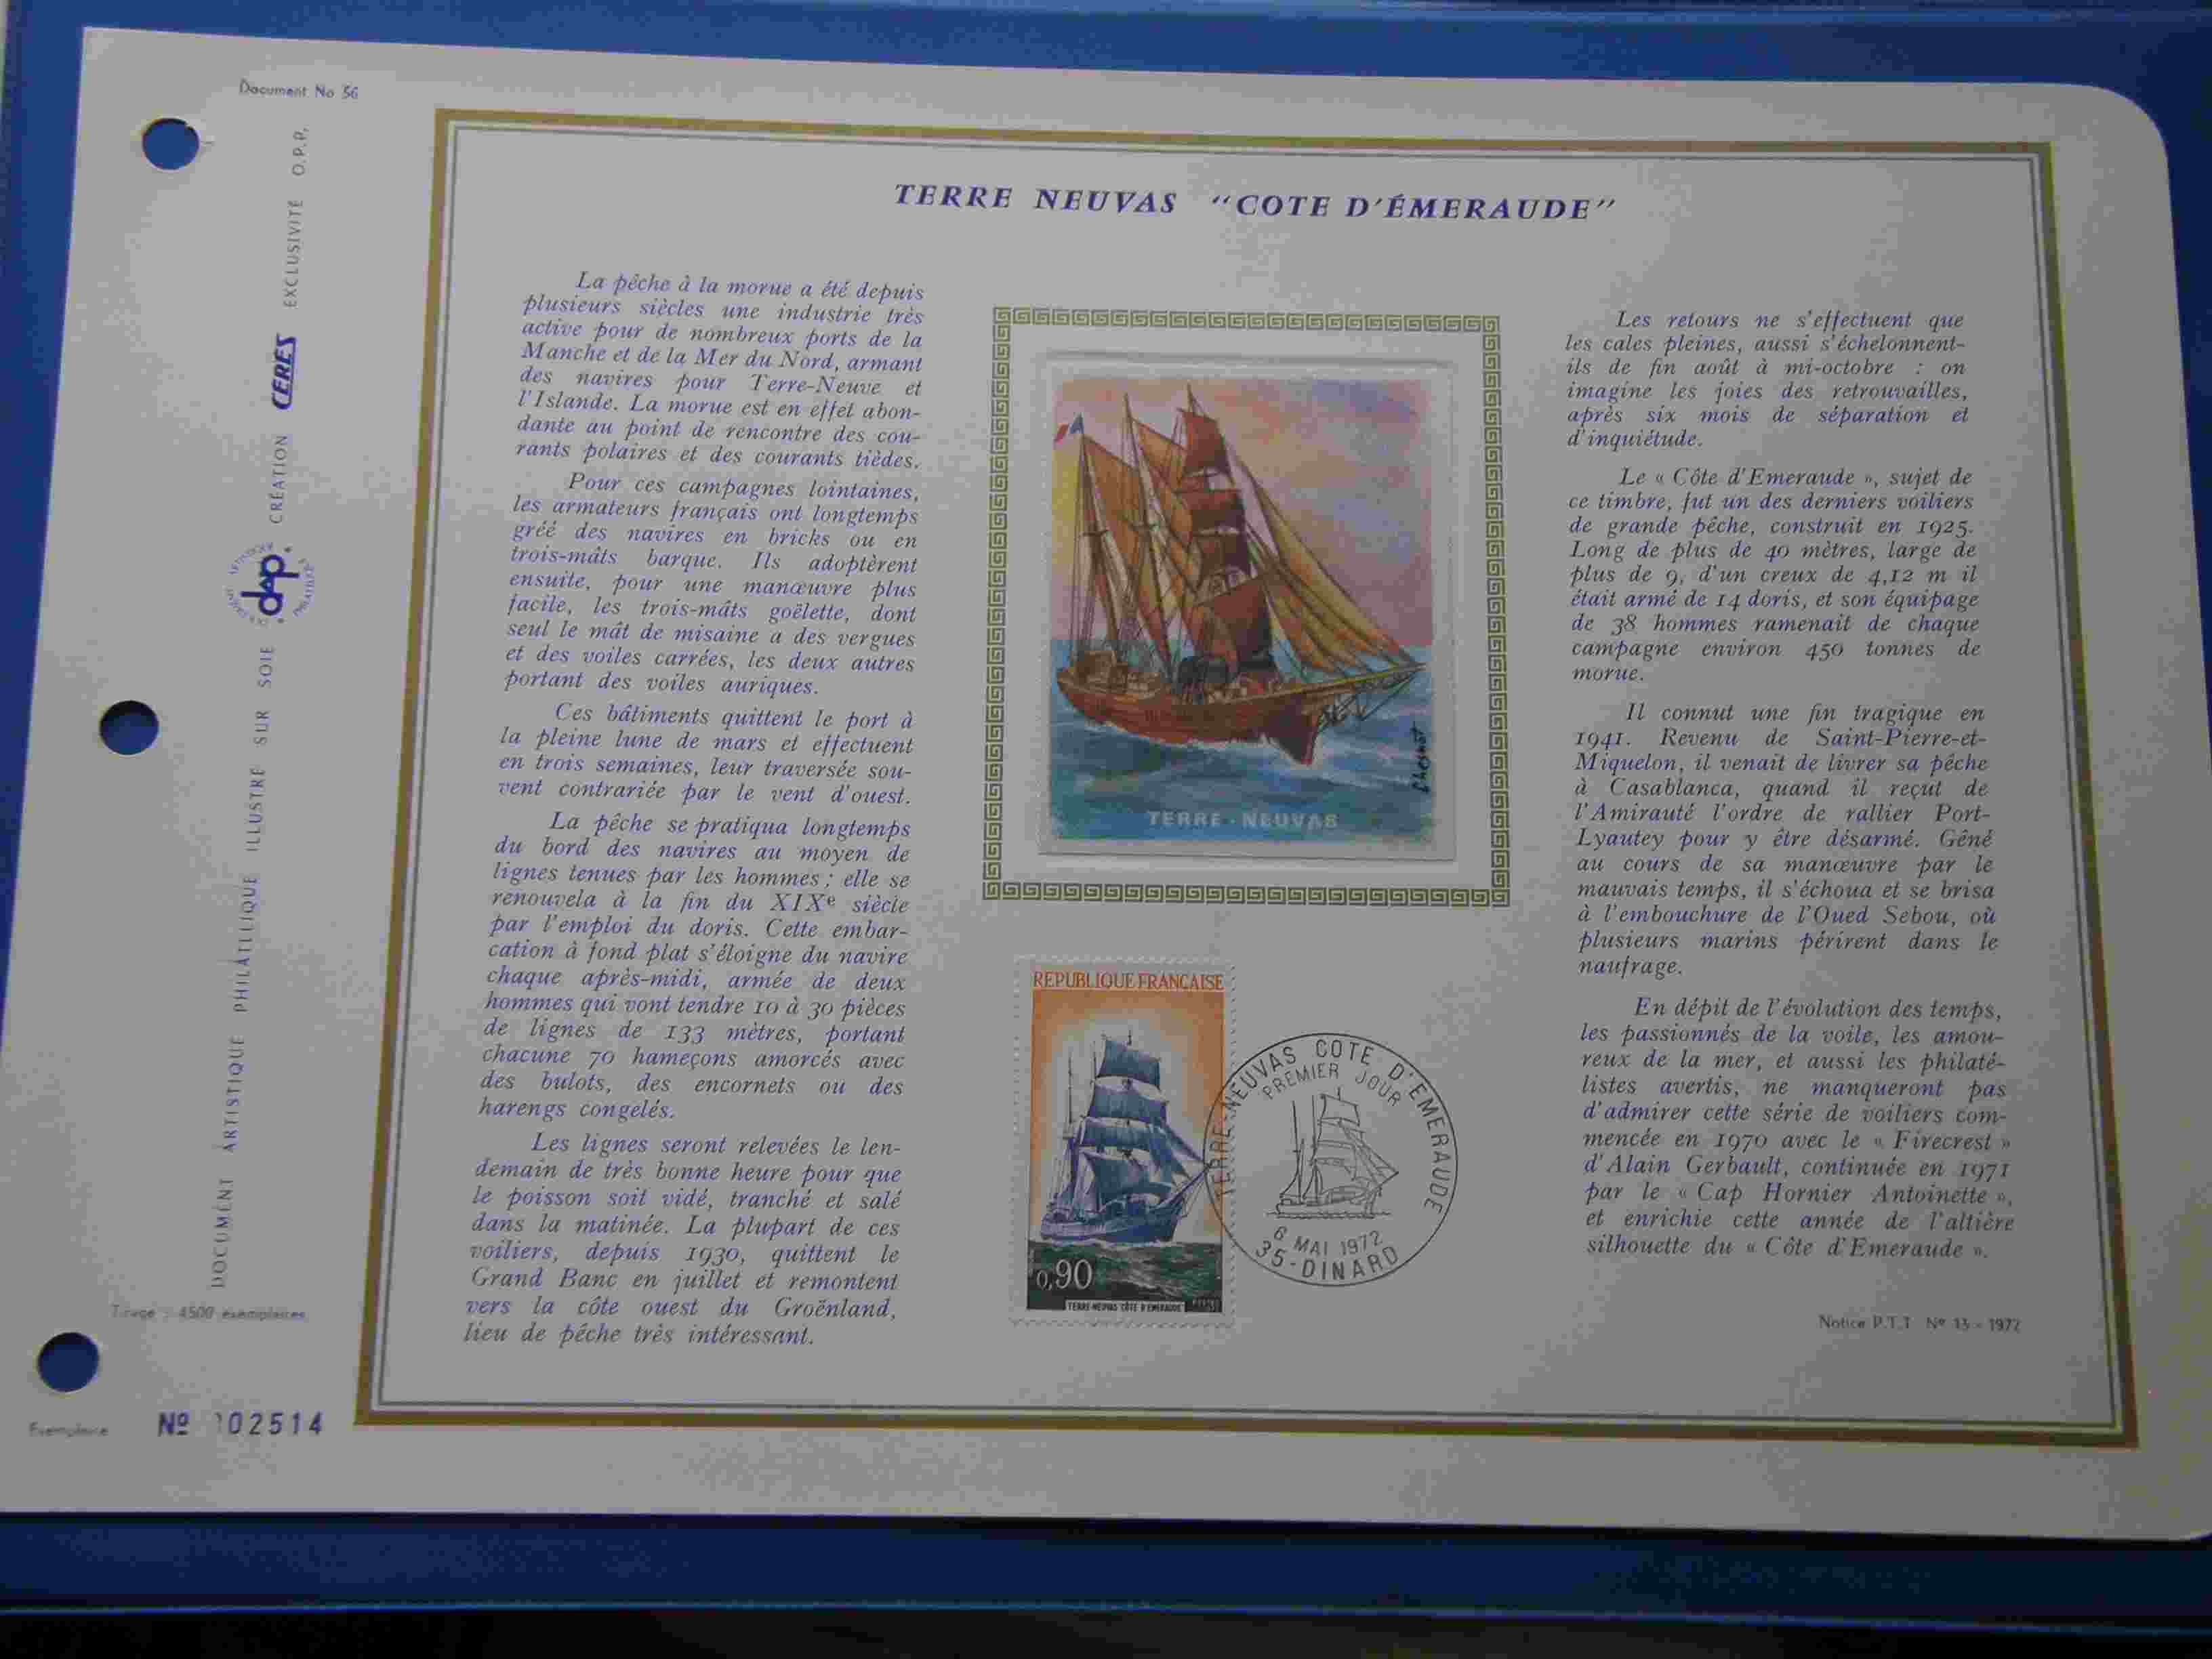 Document No 56
DOCUMENT ARTISTIQUE PHILATELIQUE ILLUSTRE SUR SOIE
dap
CRÉATION CERES EXCLUSIVITÉ O.P.P.
Tirage : 4500 exemplaires
Exemplaire Nº 102514
TERRE NEUVAS "COTE D'ÉMERAUDE"
La pêche à la morue a été depuis
plusieurs siècles une industrie très
active pour de nombreux ports de la
Manche et de la Mer du Nord, armant
des navires pour Terre-Neuve et
l'Islande. La morue est en effet abon-
dante au point de rencontre des cou-
rants polaires et des courants tièdes.
Pour ces campagnes lointaines,
les armateurs français ont longtemps
gréé des navires en bricks ou en
trois-mâts barque. Ils adoptèrent
ensuite, pour une manœuvre plus
facile, les trois-mâts goëlette, dont
seul le mât de misaine a des vergues
et des voiles carrées, les deux autres
portant des voiles auriques.
Ces bâtiments quittent le port à
la pleine lune de mars et effectuent
en trois semaines, leur traversée sou-
vent contrariée par le vent d'ouest.
La pêche se pratiqua longtemps
du bord des navires au moyen de
lignes tenues par les hommes ; elle se
renouvela à la fin du XIXe siècle
par l'emploi du doris. Cette embar-
cation à fond plat s'éloigne du navire
chaque après-midi, armée de deux
hommes qui vont tendre 10 à 30 pièces
de lignes de 133 mètres, portant
chacune 70 hameçons amorcés avec
des bulots, des encornets ou des
harengs congelés.
Les lignes seront relevées le len-
demain de très bonne heure pour que
le poisson soit vidé, tranché et salé
dans la matinée. La plupart de ces
voiliers, depuis 1930, quittent le
Grand Banc en juillet et remontent
vers la côte ouest du Groënland,
lieu de pêche très intéressant.
Chesnot
TERRE-NEUVAS
REPUBLIQUE FRANÇAISE
0,90
TERRE-NEUVAS CÔTE D'EMERAUDE
TERRE-NEUVAS COTE D'EMERAUDE
PREMIER JOUR
6 MAI 1972
35-DINARD
Les retours ne s'effectuent que
les cales pleines, aussi s'échelonnent-
ils de fin août à mi-octobre : on
imagine les joies des retrouvailles,
après six mois de séparation et
d'inquiétude.
Le « Côte d'Emeraude », sujet de
ce timbre, fut un des derniers voiliers
de grande pêche, construit en 1925.
Long de plus de 40 mètres, large de
plus de 9, d'un creux de 4,12 m il
était armé de 14 doris, et son équipage
de 38 hommes ramenait de chaque
campagne environ 450 tonnes de
morue.
Il connut une fin tragique en
1941. Revenu de Saint-Pierre-et-
Miquelon, il venait de livrer sa pêche
à Casablanca, quand il reçut de
l'Amirauté l'ordre de rallier Port-
Lyautey pour y être désarmé. Gêné
au cours de sa manœuvre par le
mauvais temps, il s'échoua et se brisa
à l'embouchure de l'Oued Sebou, où
plusieurs marins périrent dans le
naufrage.
En dépit de l'évolution des temps,
les passionnés de la voile, les amou-
reux de la mer, et aussi les philaté-
listes avertis, ne manqueront pas
d'admirer cette série de voiliers com-
mencée en 1970 avec le « Firecrest »
d'Alain Gerbault, continuée en 1971
par le « Cap Hornier Antoinette »,
et enrichie cette année de l'altière
silhouette du « Côte d'Emeraude ».
Notice P.T.T Nº 13 - 1972